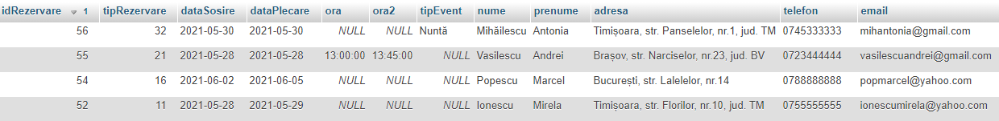 idRezervare 1 tipRezervare dataSosire dataPlecare ora ora2 tipEvent nume prenume adresa telefon email
56 32 2021-05-30 2021-05-30 NULL NULL Nuntă Mihăilescu Antonia Timișoara, str. Panselelor, nr.1, jud. TM 0745333333 mihantonia@gmail.com
55 21 2021-05-28 2021-05-28 13:00:00 13:45:00 NULL Vasilescu Andrei Brașov, str. Narciselor, nr.23, jud. BV 0723444444 vasilescuandrei@gmail.com
54 16 2021-06-02 2021-06-05 NULL NULL NULL Popescu Marcel București, str. Lalelelor, nr.14 0788888888 popmarcel@yahoo.com
52 11 2021-05-28 2021-05-29 NULL NULL NULL Ionescu Mirela Timișoara, str. Florilor, nr.10, jud. TM 0755555555 ionescumirela@yahoo.com